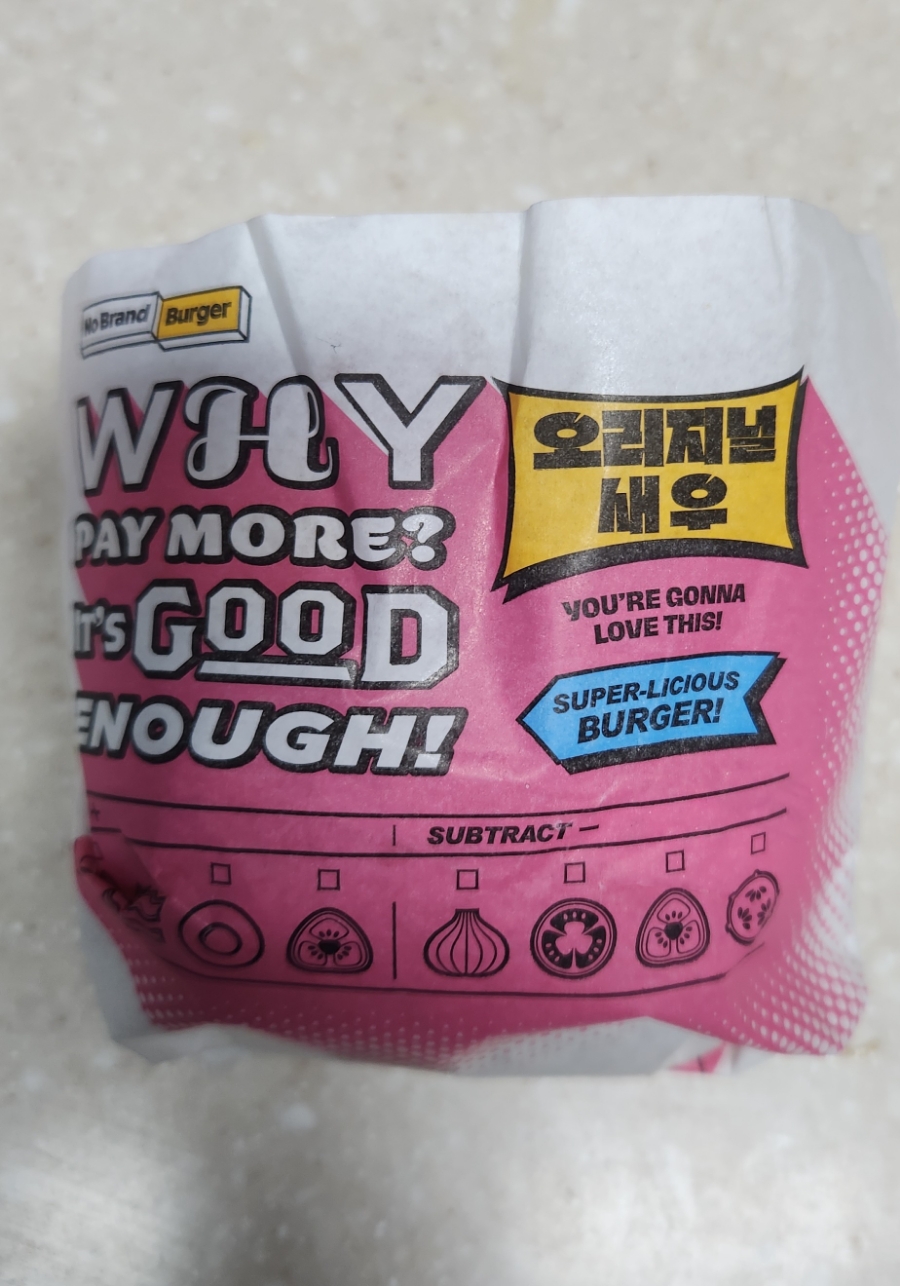 No Brand Burger
WHY
PAY MORE?
IT'S GOOD
ENOUGH!
오리지널
새우
YOU'RE GONNA
LOVE THIS!
SUPER-LICIOUS
BURGER!
SUBTRACT